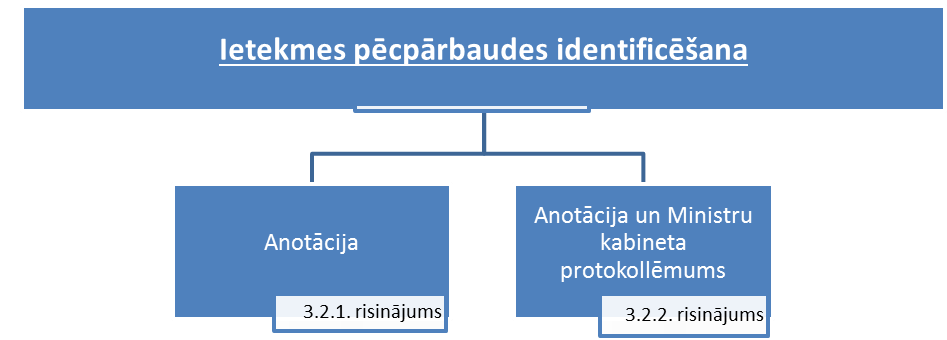 Ietekmes pēcpārbaudes identificēšana
Anotācija
3.2.1. risinājums
Anotācija un Ministru
kabineta
protokollēmums
3.2.2. risinājums